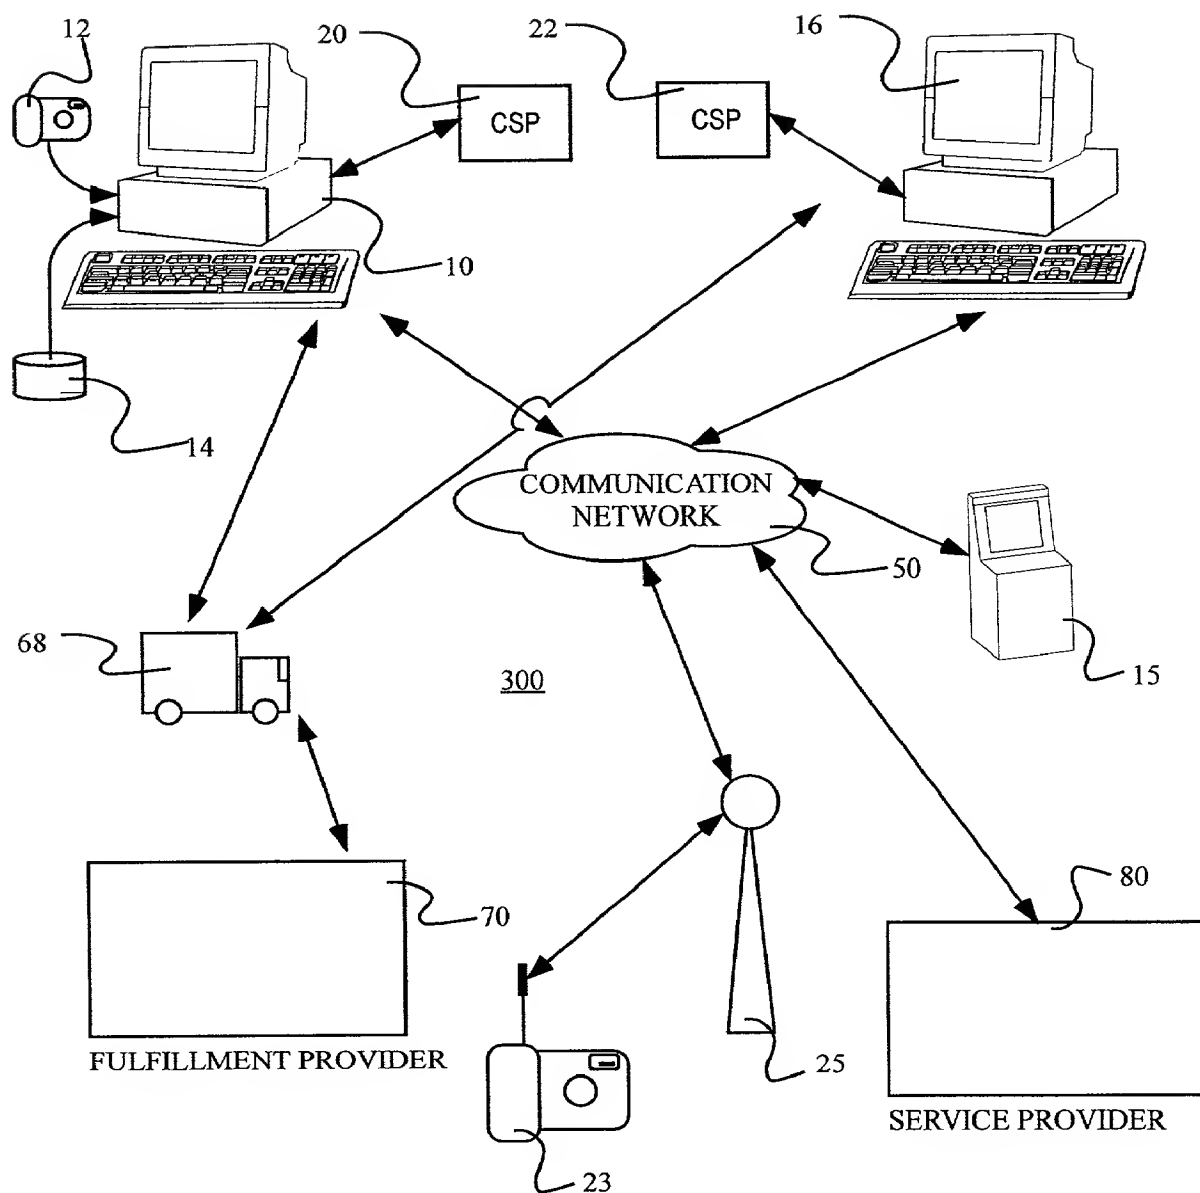 12
20
22
16
CSP
CSP
10
14
COMMUNICATION
NETWORK
50
68
300
15
80
70
FULFILLMENT PROVIDER
25
SERVICE PROVIDER
23